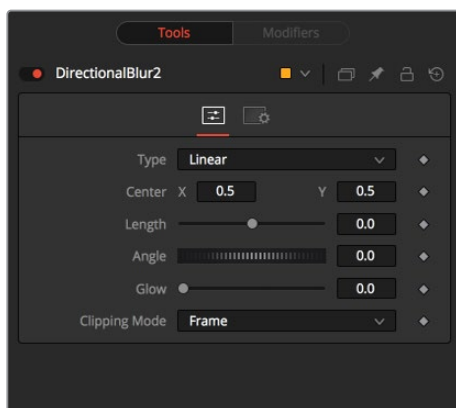 Tools Modifiers
DirectionalBlur2
Type Linear
Center X 0.5 Y 0.5
Length 0.0
Angle 0.0
Glow 0.0
Clipping Mode Frame